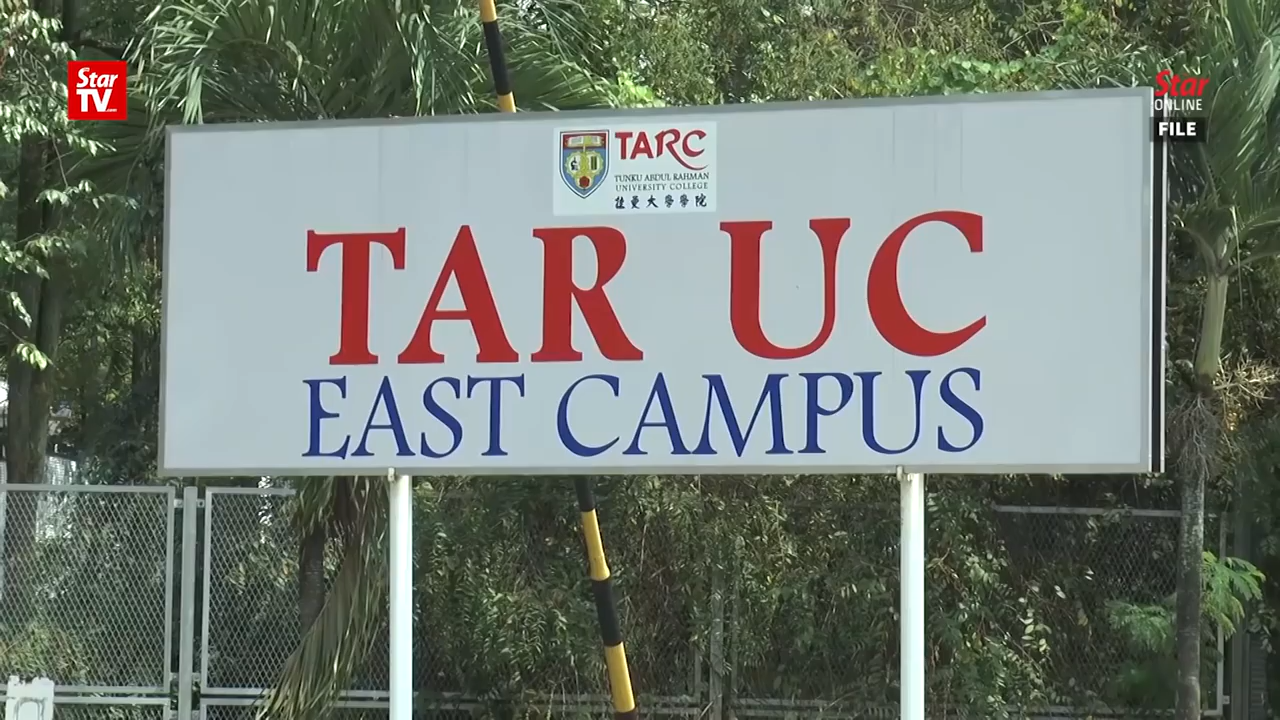 Star
TV
Star
ONLINE
FILE
TARC
TUNKU ABDUL RAHMAN
UNIVERSITY COLLEGE
拉曼大學學院
TAR UC
EAST CAMPUS